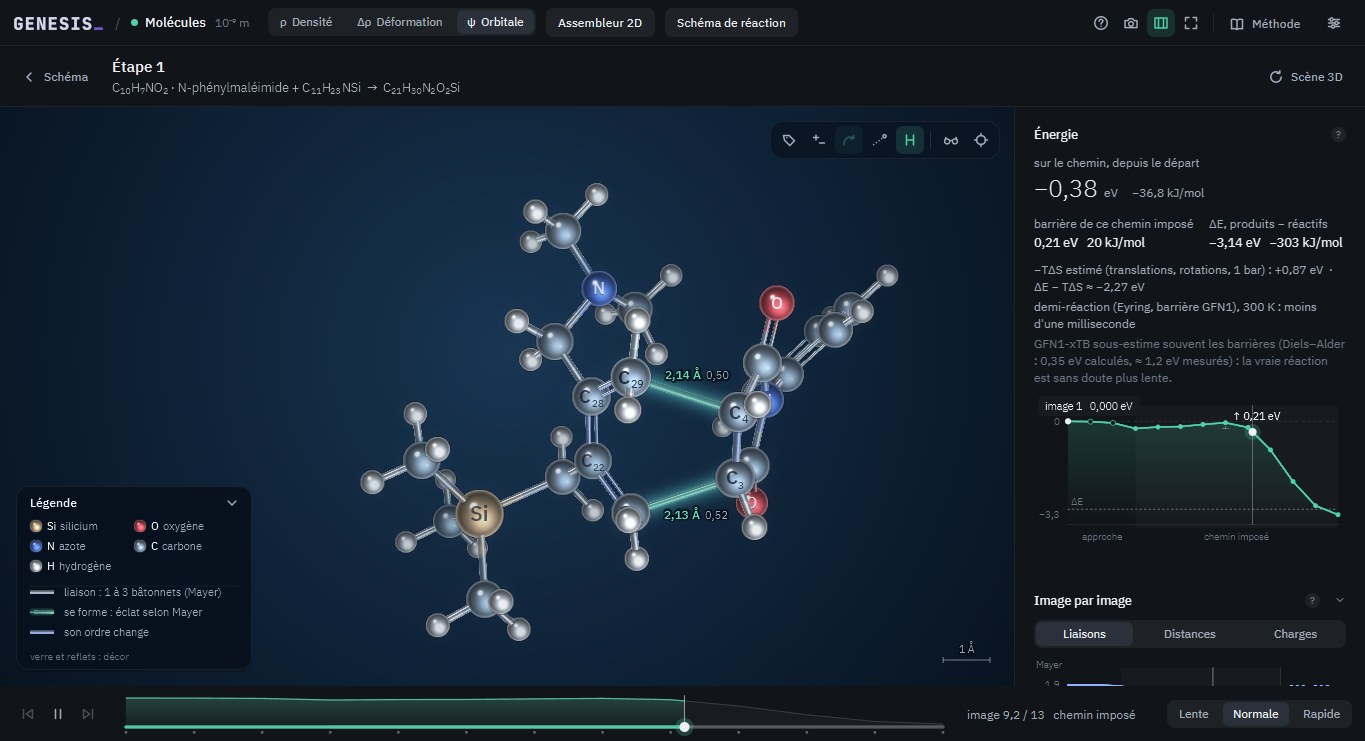 GENESIS_ / Molécules 10⁻⁹ m ρ Densité Δρ Déformation ψ Orbitale Assembleur 2D Schéma de réaction Méthode
Schéma
Étape 1
C₁₀H₇NO₂ · N-phénylmaléimide + C₁₁H₂₃NSi → C₂₁H₃₀N₂O₂Si
Scène 3D
H
N
O
C29
2,14 Å 0,50
C28
C4
C22
C3
2,13 Å 0,52
O
Si
1 Å
Légende
Si silicium
O oxygène
N azote
C carbone
H hydrogène
liaison : 1 à 3 bâtonnets (Mayer)
se forme : éclat selon Mayer
son ordre change
verre et reflets : décor
Énergie ?
sur le chemin, depuis le départ
−0,38 eV −36,8 kJ/mol
barrière de ce chemin imposé
0,21 eV 20 kJ/mol
ΔE, produits − réactifs
−3,14 eV −303 kJ/mol
−TΔS estimé (translations, rotations, 1 bar) : +0,87 eV ·
ΔE − TΔS ≈ −2,27 eV
demi-réaction (Eyring, barrière GFN1), 300 K : moins
d'une milliseconde
GFN1-xTB sous-estime souvent les barrières (Diels–Alder
: 0,35 eV calculés, ≈ 1,2 eV mesurés) : la vraie réaction
est sans doute plus lente.
image 1 0,000 eV
↑ 0,21 eV
0
ΔE
−3,3
approche
chemin imposé
Image par image ?
Liaisons Distances Charges
Mayer
1,9
image 9,2 / 13 chemin imposé
Lente Normale Rapide